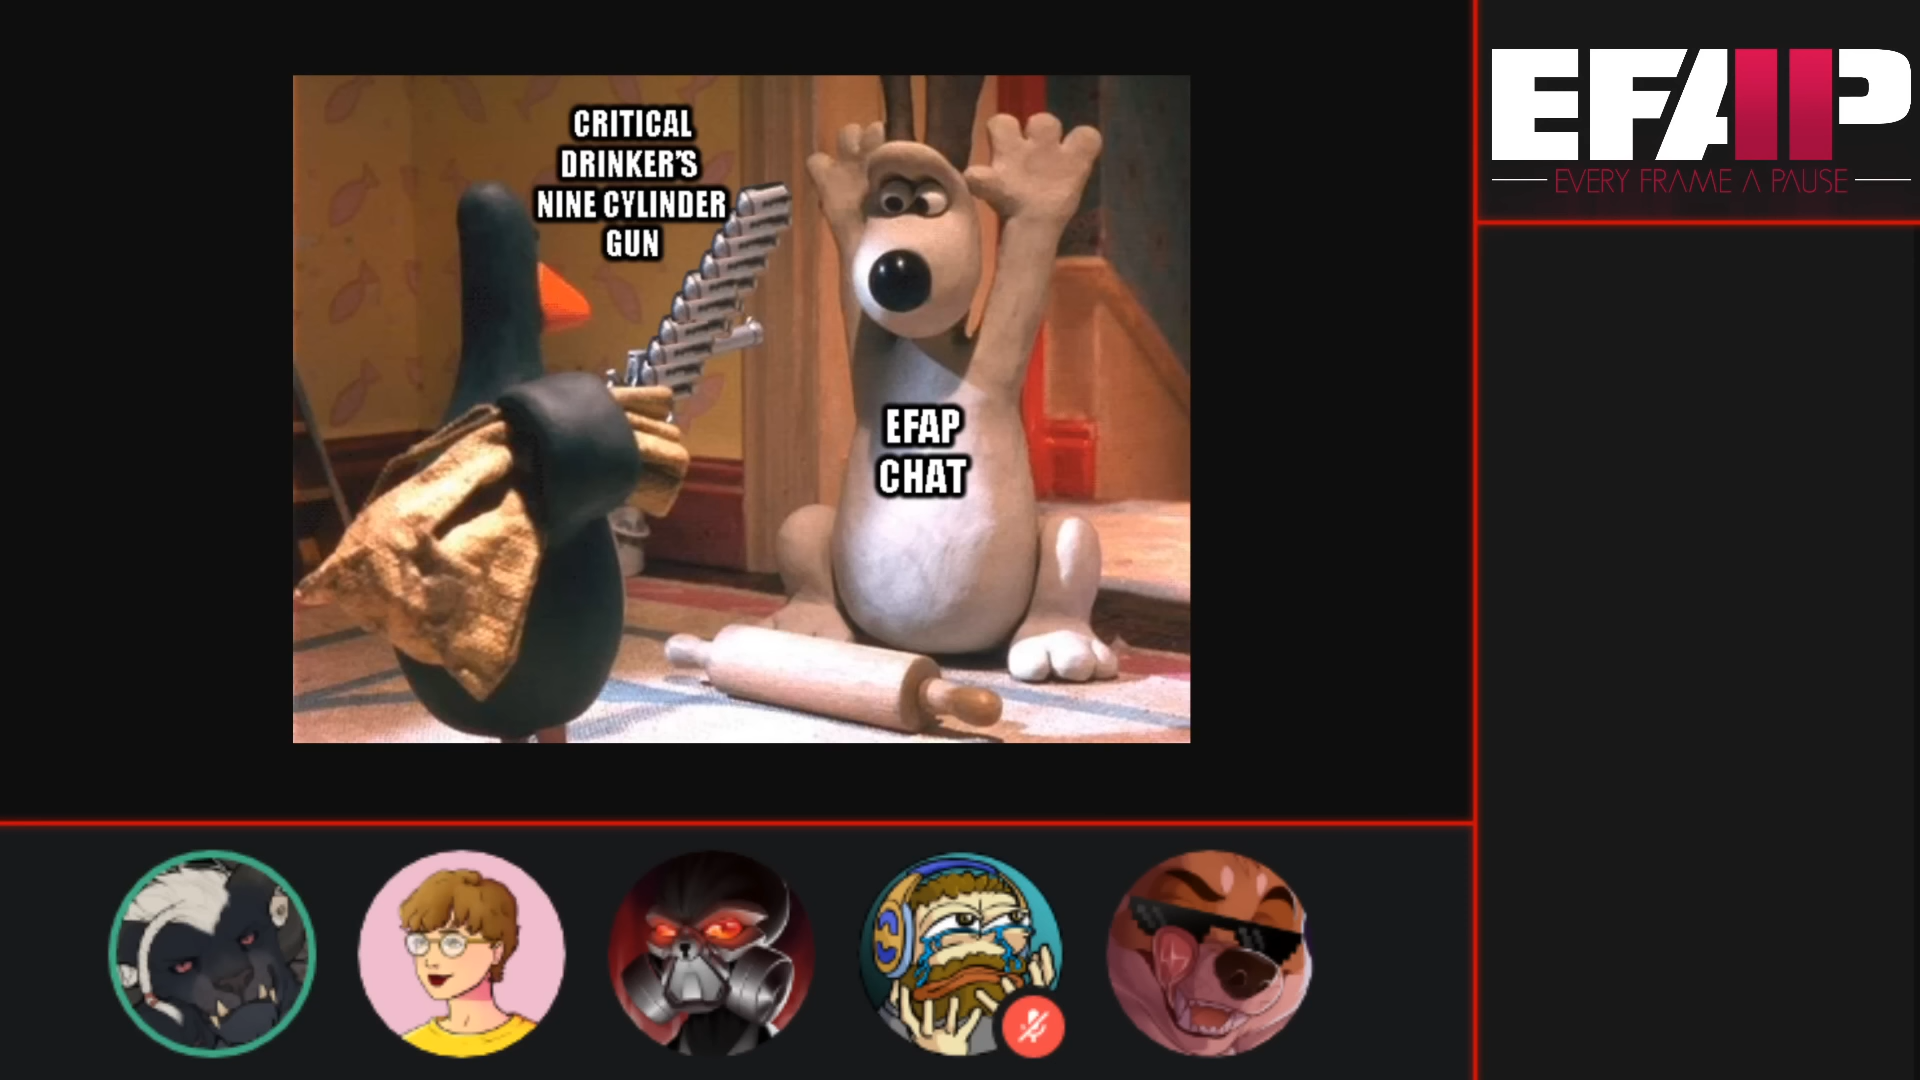 CRITICAL
DRINKER'S
NINE CYLINDER
GUN
EFAP
CHAT
EFAP
EVERY FRAME A PAUSE